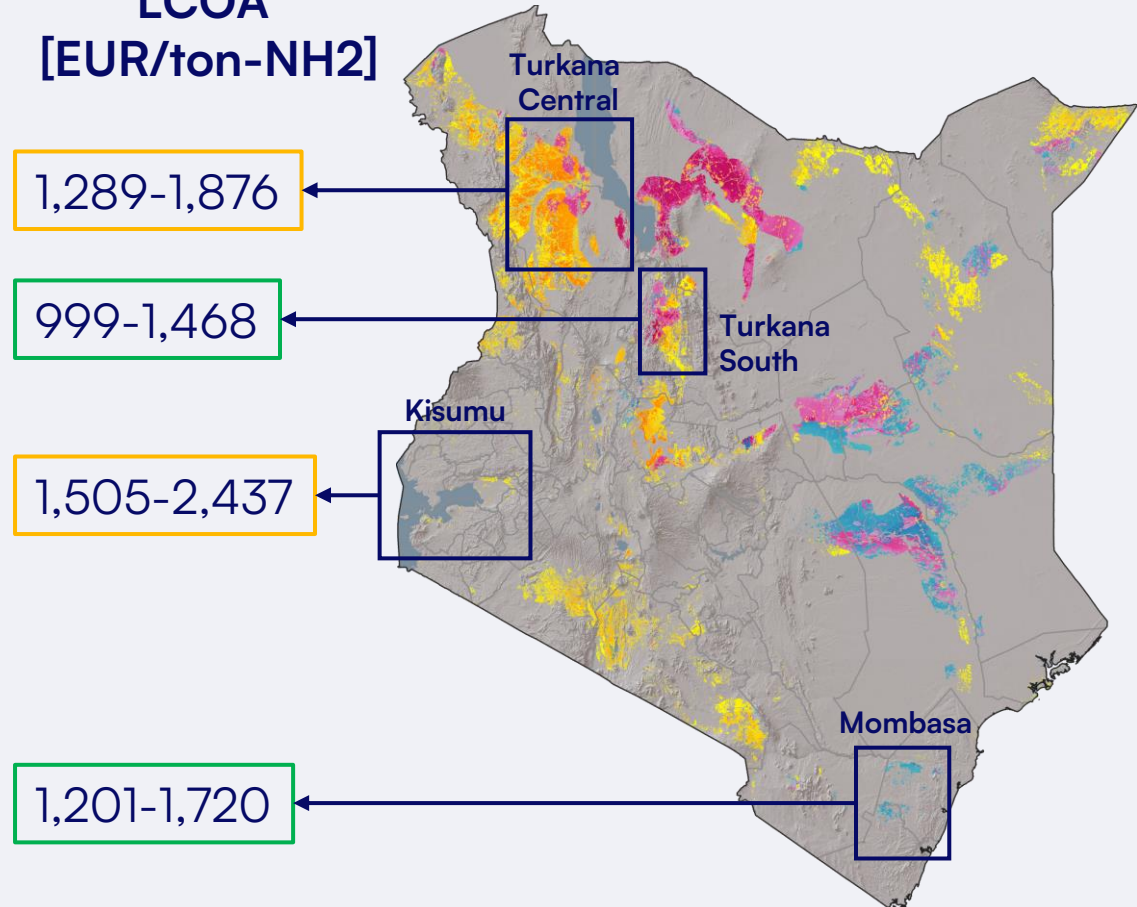 LCOA
[EUR/ton-NH2]
Turkana
Central
1,289-1,876
999-1,468
Turkana
South
Kisumu
1,505-2,437
Mombasa
1,201-1,720